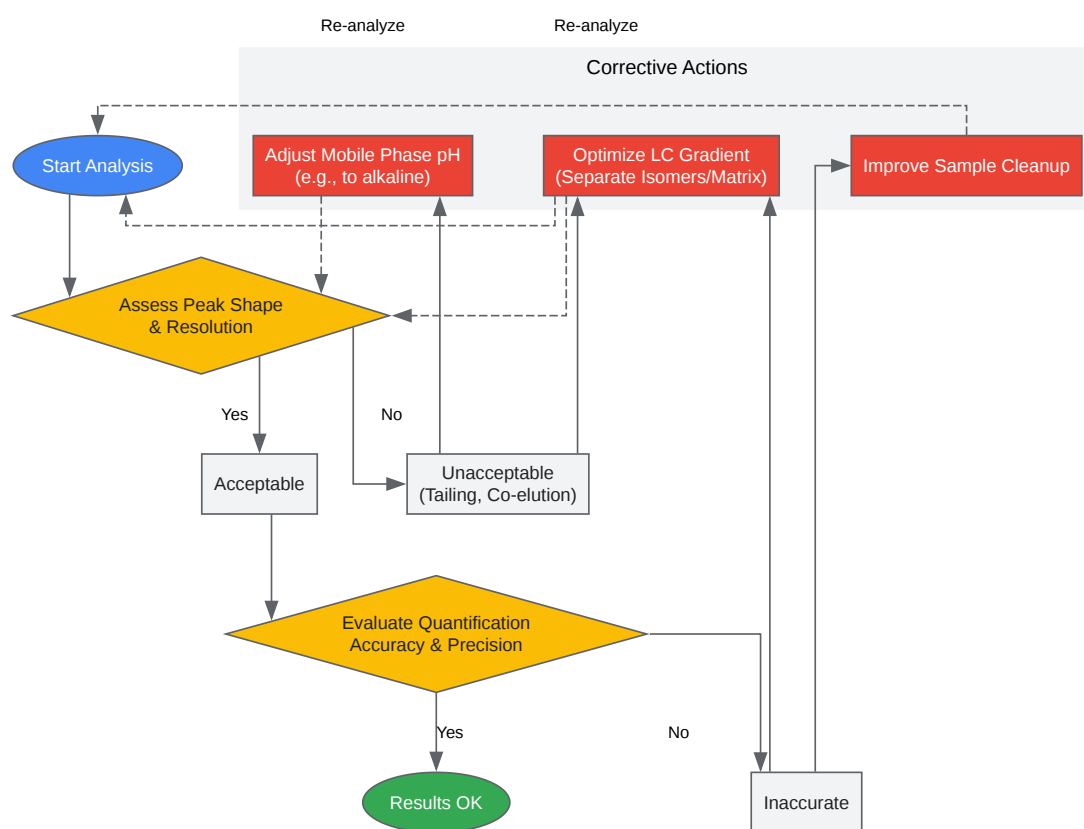 Re-analyze
Re-analyze
Corrective Actions
Start Analysis
Adjust Mobile Phase pH
(e.g., to alkaline)
Optimize LC Gradient
(Separate Isomers/Matrix)
Improve Sample Cleanup
Assess Peak Shape
& Resolution
Yes
No
Acceptable
Unacceptable
(Tailing, Co-elution)
Evaluate Quantification
Accuracy & Precision
Yes
No
Results OK
Inaccurate